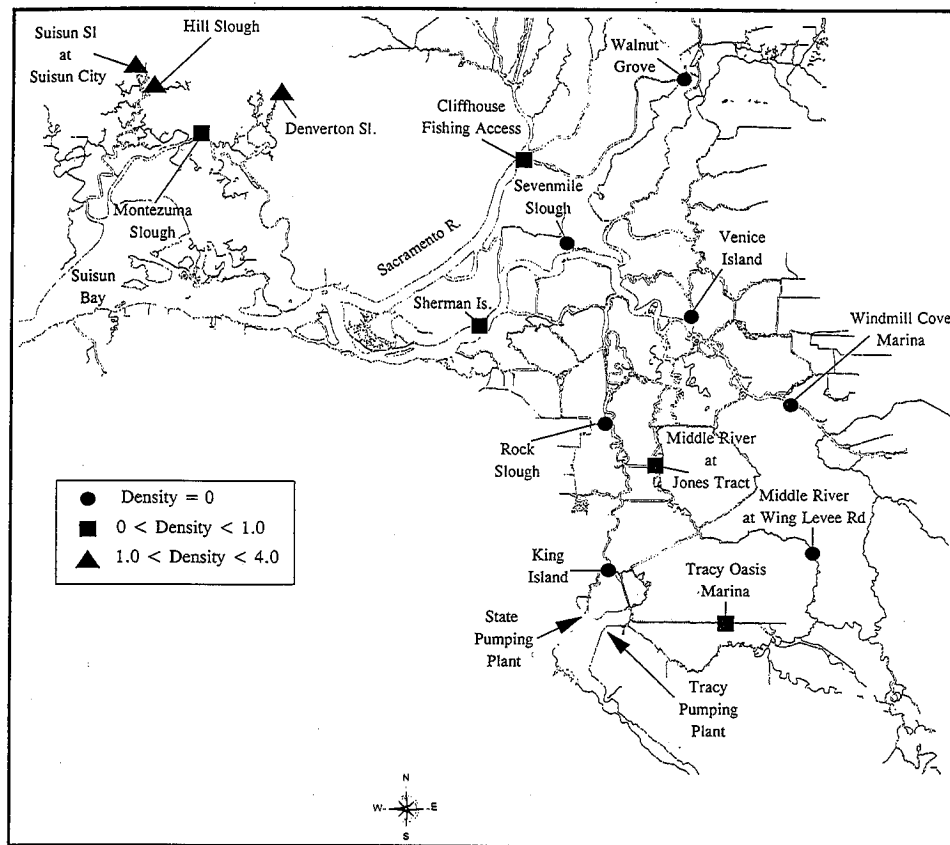 Suisun Sl
at
Suisun City
Hill Slough
Denverton Sl.
Montezuma
Slough
Suisun
Bay
Sacramento R.
Cliffhouse
Fishing Access
Walnut
Grove
Sevenmile
Slough
Venice
Island
Sherman Is.
Windmill Cove
Marina
Rock
Slough
Middle River
at
Jones Tract
Middle River
at Wing Levee Rd
King
Island
Tracy Oasis
Marina
State
Pumping
Plant
Tracy
Pumping
Plant
Density = 0
0 < Density < 1.0
1.0 < Density < 4.0
N
W E
S